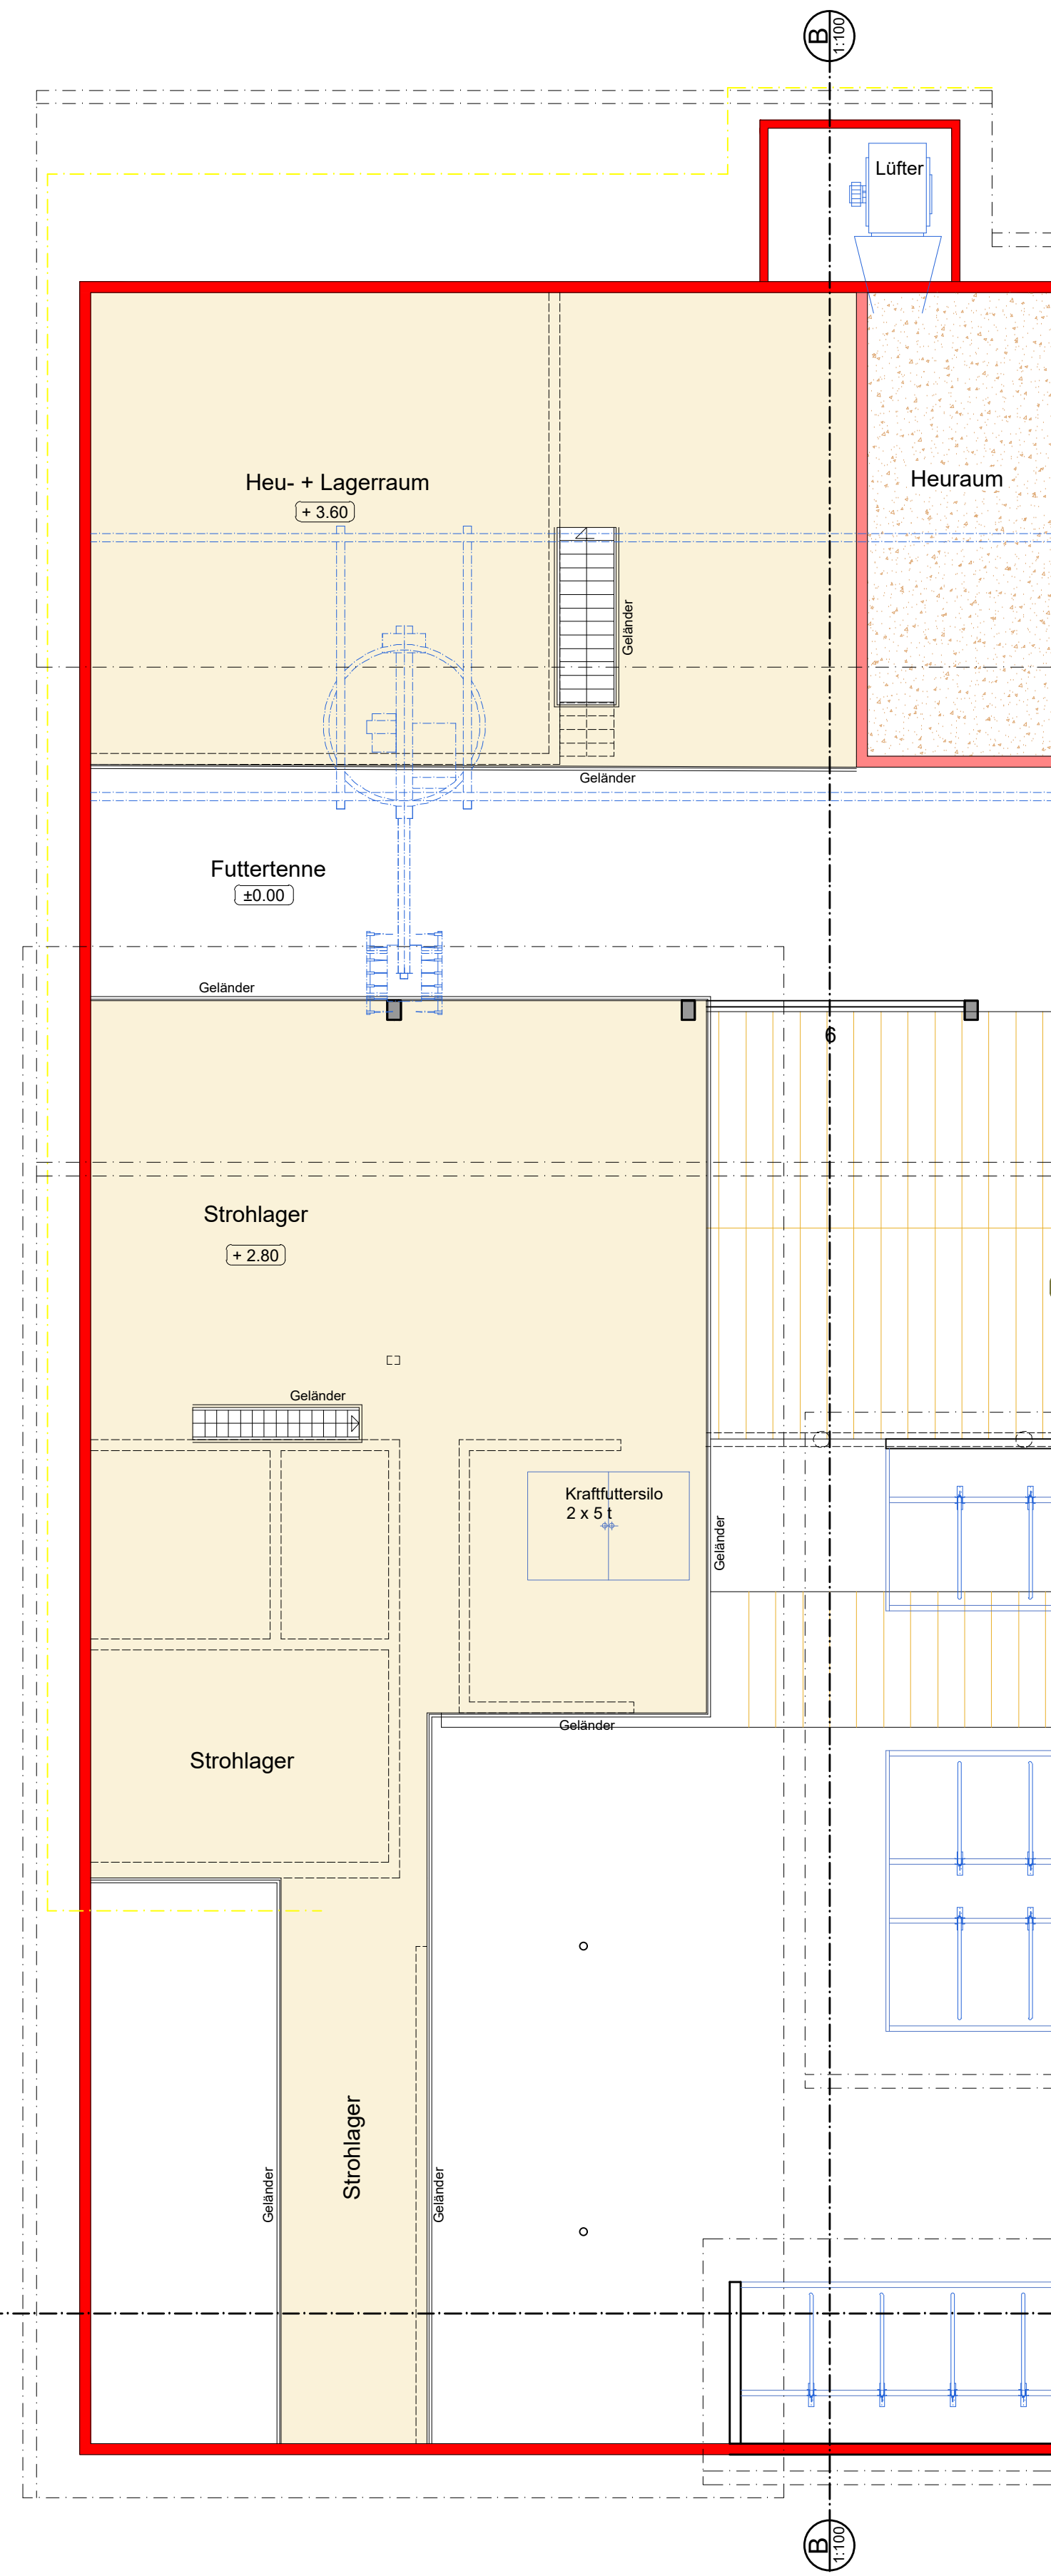 B
1:100
Lüfter
Heu- + Lagerraum
+ 3.60
Heuraum
Geländer
Geländer
Futtertenne
±0.00
Geländer
6
Strohlager
+ 2.80
Geländer
Kraftfuttersilo
2 x 5 t
Geländer
Geländer
Strohlager
Strohlager
Geländer
Geländer
B
1:100